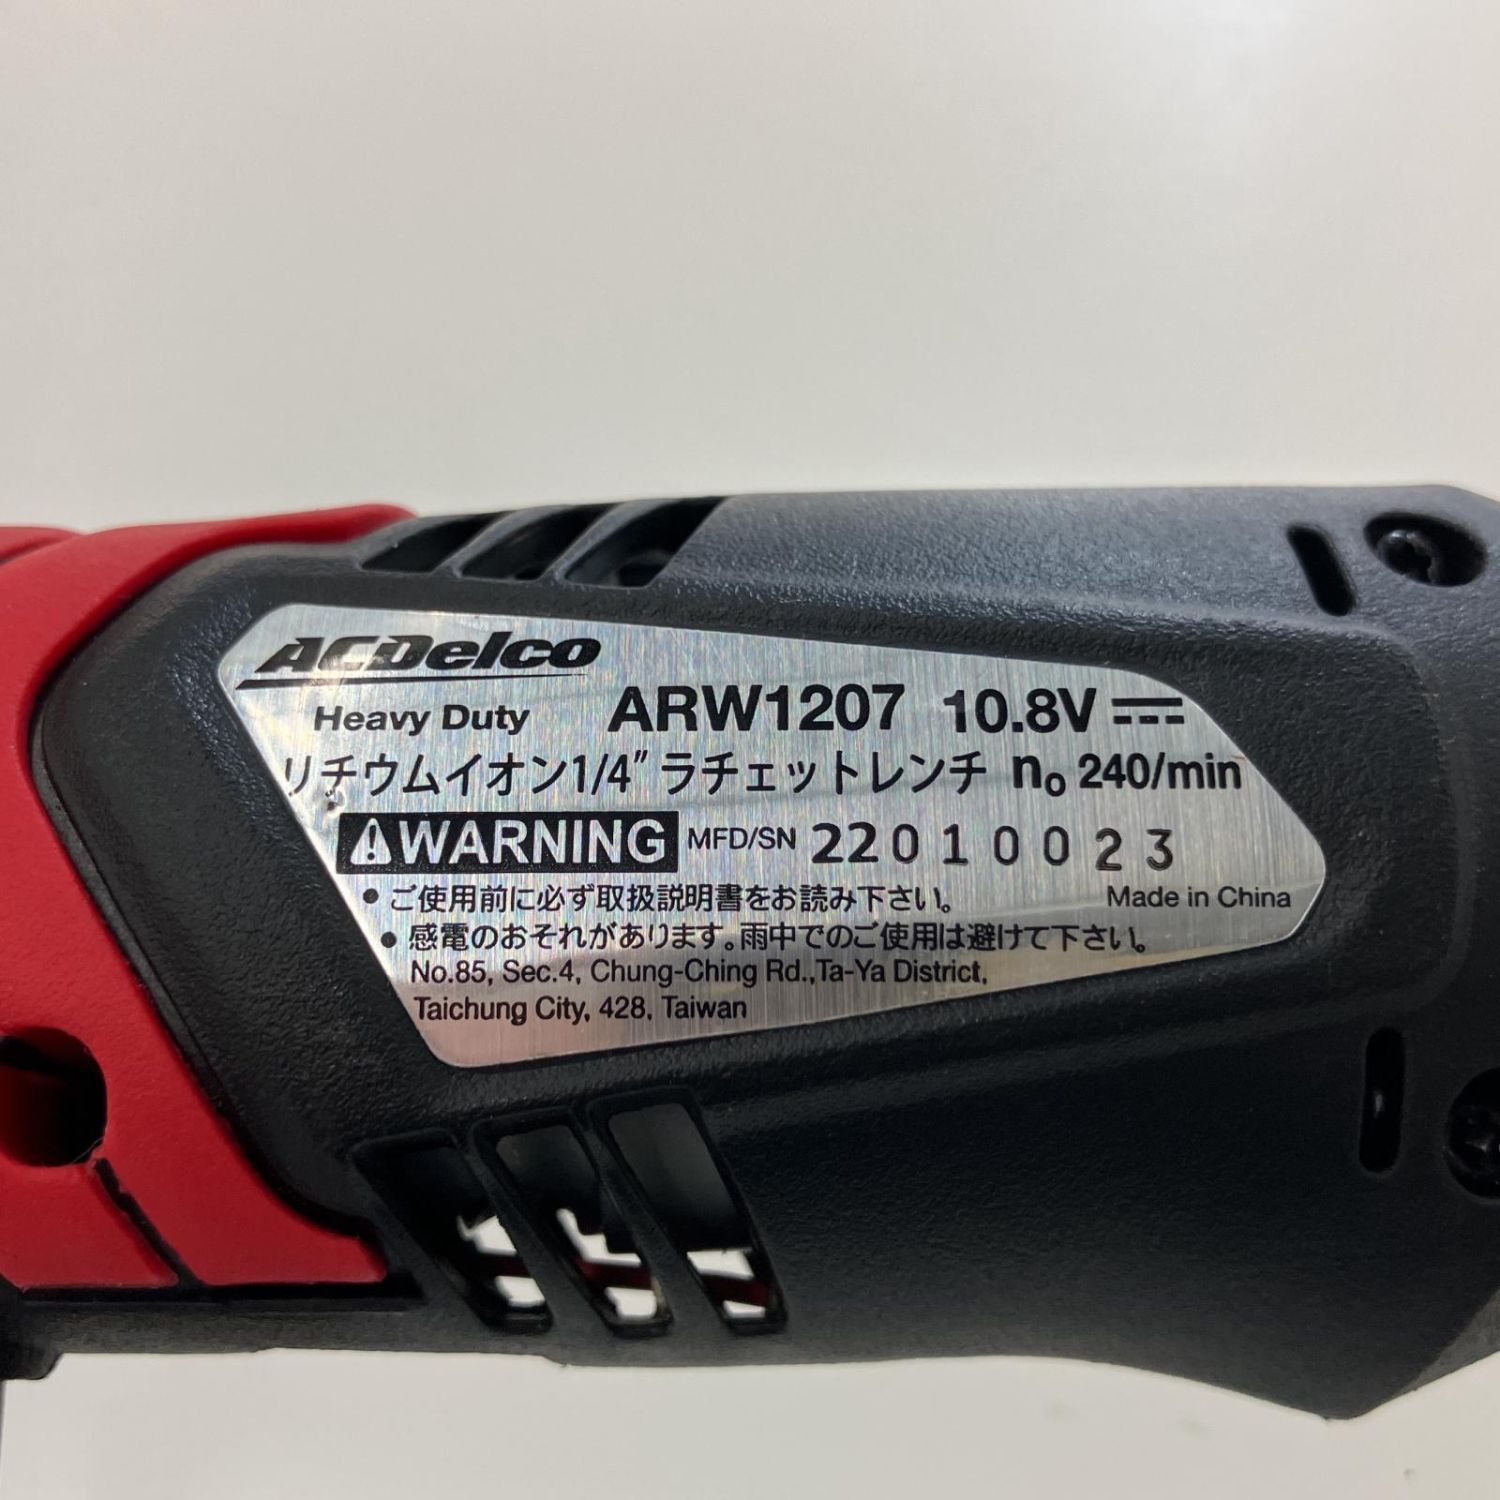 ACDelco
Heavy Duty ARW1207 10.8V
リチウムイオン1/4" ラチェットレンチ n₀ 240/min
WARNING MFD/SN 22010023
• ご使用前に必ず取扱説明書をお読み下さい。 Made in China
• 感電のおそれがあります。雨中でのご使用は避けて下さい。
No.85, Sec.4, Chung-Ching Rd.,Ta-Ya District,
Taichung City, 428, Taiwan